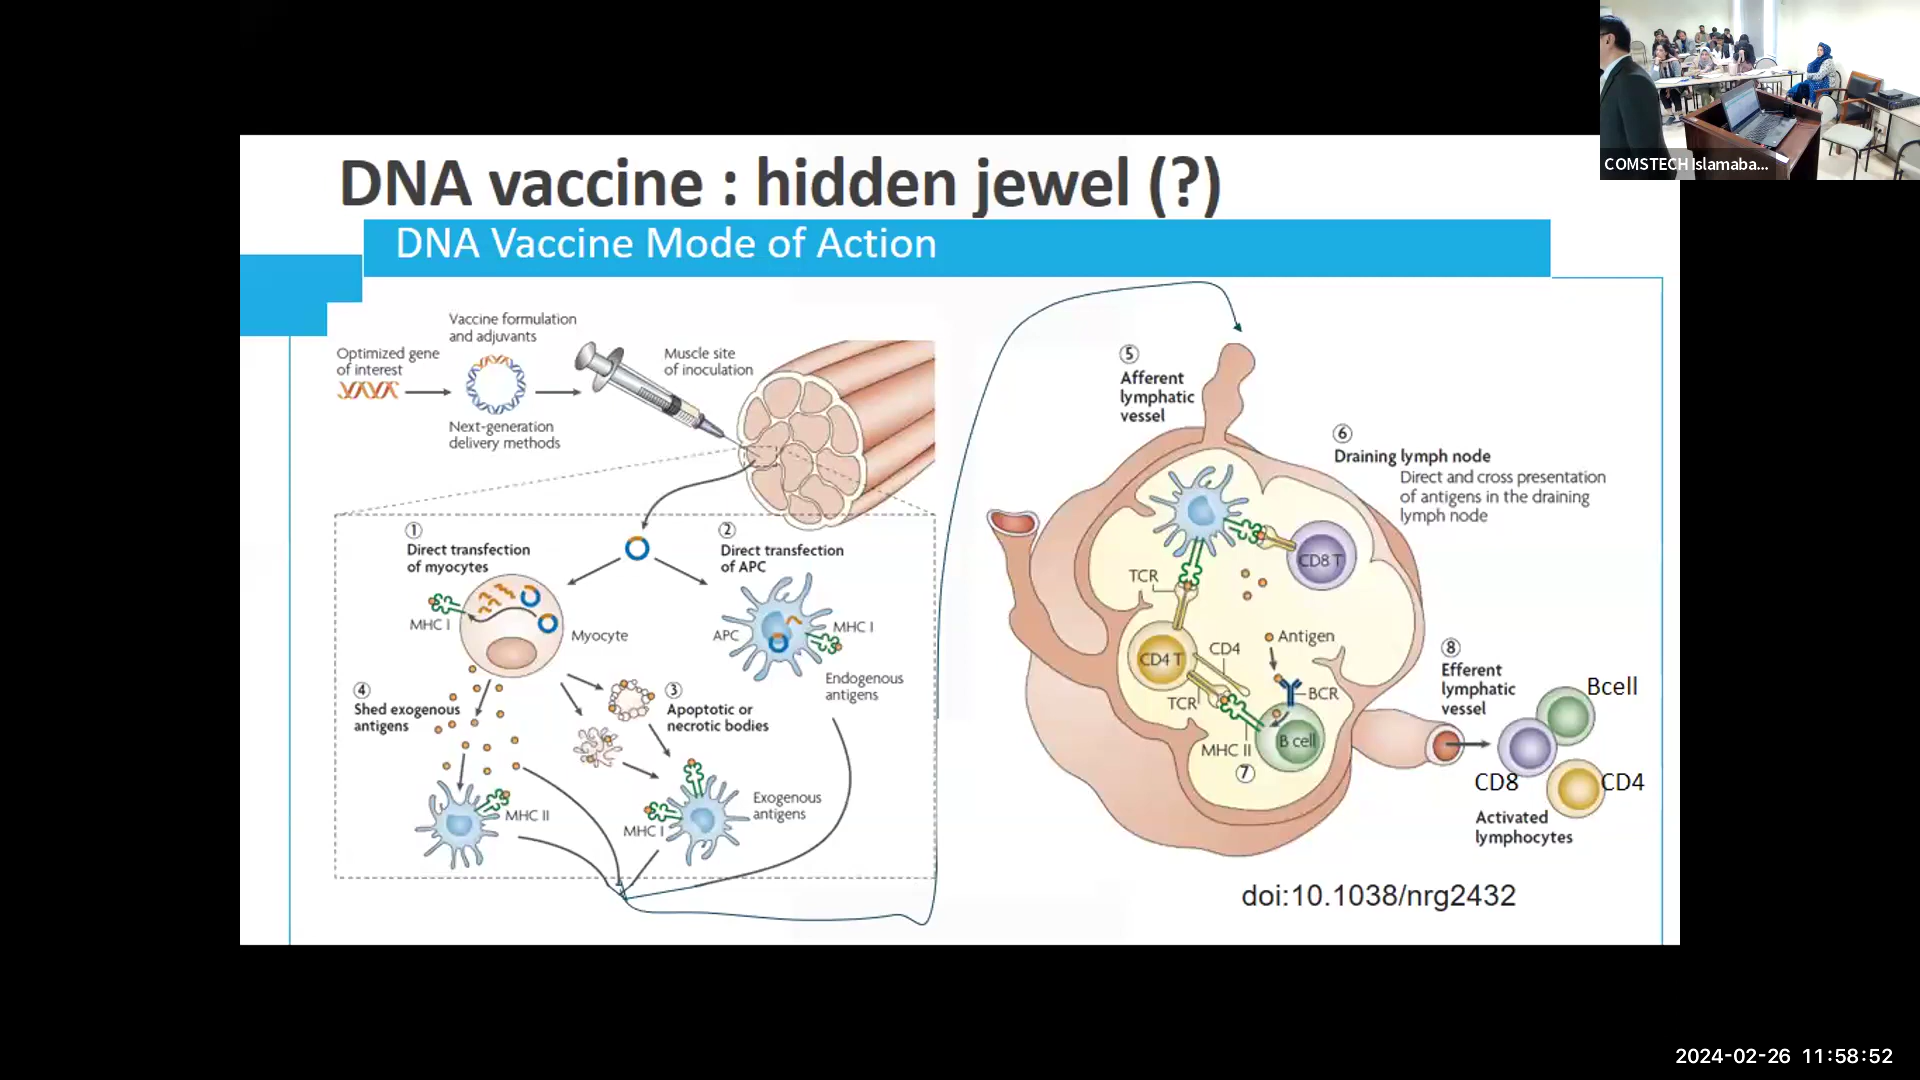 COMSTECH Islamaba...
DNA vaccine : hidden jewel (?)
DNA Vaccine Mode of Action
Vaccine formulation
and adjuvants
Optimized gene
of interest
Next-generation
delivery methods
Muscle site
of inoculation
1
Direct transfection
of myocytes
MHC I
Myocyte
2
Direct transfection
of APC
APC
MHC I
Endogenous
antigens
4
Shed exogenous
antigens
3
Apoptotic or
necrotic bodies
MHC II
MHC I
Exogenous
antigens
5
Afferent
lymphatic
vessel
6
Draining lymph node
Direct and cross presentation
of antigens in the draining
lymph node
CD8 T
TCR
CD4 T
CD4
Antigen
TCR
BCR
MHC II
B cell
7
8
Efferent
lymphatic
vessel
Bcell
CD8
CD4
Activated
lymphocytes
doi:10.1038/nrg2432
2024-02-26 11:58:52